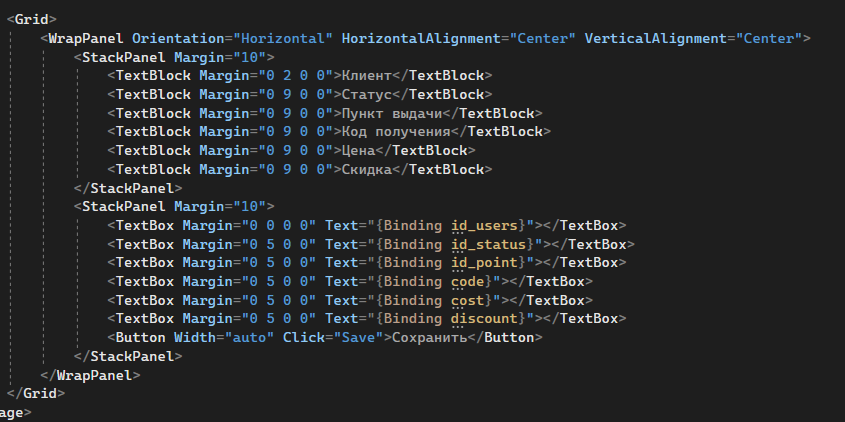 <Grid>
<WrapPanel Orientation="Horizontal" HorizontalAlignment="Center" VerticalAlignment="Center">
<StackPanel Margin="10">
<TextBlock Margin="0 2 0 0">Клиент</TextBlock>
<TextBlock Margin="0 9 0 0">Статус</TextBlock>
<TextBlock Margin="0 9 0 0">Пункт выдачи</TextBlock>
<TextBlock Margin="0 9 0 0">Код получения</TextBlock>
<TextBlock Margin="0 9 0 0">Цена</TextBlock>
<TextBlock Margin="0 9 0 0">Скидка</TextBlock>
</StackPanel>
<StackPanel Margin="10">
<TextBox Margin="0 0 0 0" Text="{Binding id_users}"></TextBox>
<TextBox Margin="0 5 0 0" Text="{Binding id_status}"></TextBox>
<TextBox Margin="0 5 0 0" Text="{Binding id_point}"></TextBox>
<TextBox Margin="0 5 0 0" Text="{Binding code}"></TextBox>
<TextBox Margin="0 5 0 0" Text="{Binding cost}"></TextBox>
<TextBox Margin="0 5 0 0" Text="{Binding discount}"></TextBox>
<Button Width="auto" Click="Save">Сохранить</Button>
</StackPanel>
</WrapPanel>
</Grid>
age>